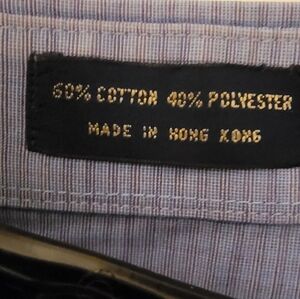 60% COTTON 40% POLYESTER
MADE IN HONG KONG